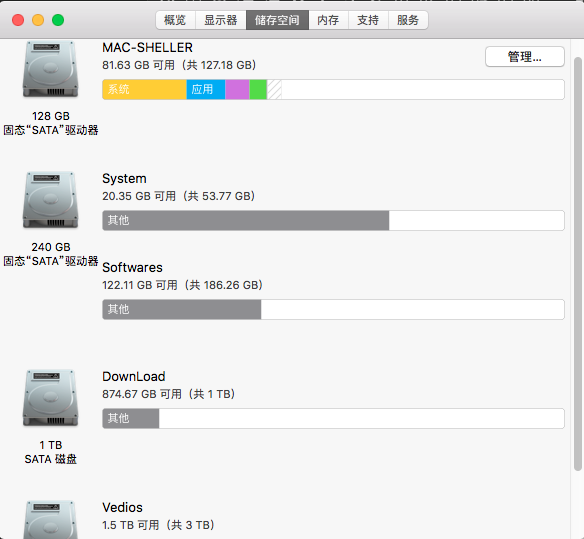 概览 显示器 储存空间 内存 支持 服务
MAC-SHELLER
81.63 GB 可用（共 127.18 GB）
管理...
系统 应用
128 GB
固态“SATA”驱动器
System
20.35 GB 可用（共 53.77 GB）
其他
240 GB
固态“SATA”驱动器
Softwares
122.11 GB 可用（共 186.26 GB）
其他
DownLoad
874.67 GB 可用（共 1 TB）
其他
1 TB
SATA 磁盘
Vedios
1.5 TB 可用（共 3 TB）